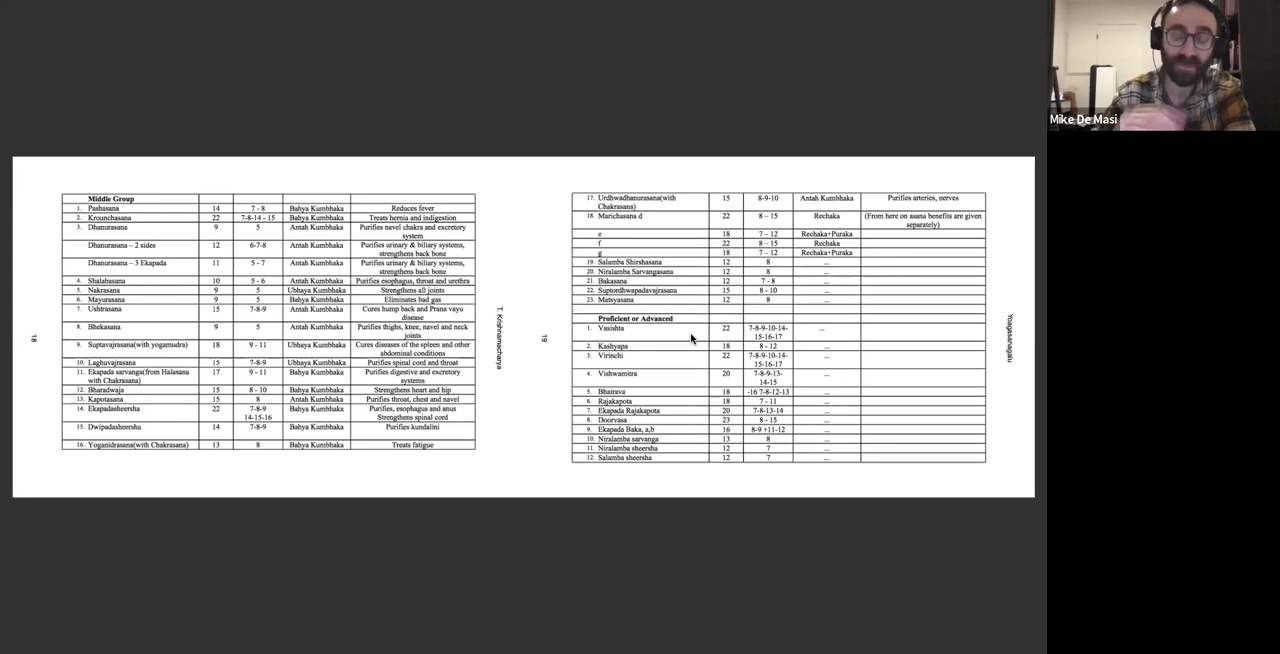 Middle Group
1. Pashasana 14 7 - 8 Bahya Kumbhaka Reduces fever
2. Krounchasana 22 7-8-14 - 15 Bahya Kumbhaka Treats hernia and indigestion
3. Dhanurasana 9 5 Antah Kumbhaka Purifies navel chakra and excretory
system
Dhanurasana – 2 sides 12 6-7-8 Antah Kumbhaka Purifies urinary & biliary systems,
strengthens back bone
Dhanurasana – 3 Ekapada 11 5 - 7 Antah Kumbhaka Purifies urinary & biliary systems,
strengthens back bone
4. Shalabasana 10 5 - 6 Antah Kumbhaka Purifies esophagus, throat and urethra
5. Nakrasana 9 5 Ubhaya Kumbhaka Strengthens all joints
6. Mayurasana 9 5 Bahya Kumbhaka Eliminates bad gas
7. Ushtrasana 15 7-8-9 Antah Kumbhaka Cures hump back and Prana vayu
disease
8. Bhekasana 9 5 Antah Kumbhaka Purifies thighs, knee, navel and neck
joints
9. Suptavajrasana(with yogamudra) 18 9 - 11 Ubhaya Kumbhaka Cures diseases of the spleen and other
abdominal conditions
10. Laghuvajrasana 15 7-8-9 Ubhaya Kumbhaka Purifies spinal cord and throat
11. Ekapada sarvanga(from Halasana 17 9 - 11 Bahya Kumbhaka Purifies digestive and excretory
with Chakrasana) systems
12. Bharadwaja 15 8 - 10 Bahya Kumbhaka Strengthens heart and hip
13. Kapotasana 15 8 Antah Kumbhaka Purifies throat, chest and navel
14. Ekapadasheersha 22 7-8-9 Bahya Kumbhaka Purifies, esophagus and anus
14-15-16 Strengthens spinal cord
15. Dwipadasheersha 14 7-8-9 Bahya Kumbhaka Purifies kundalini
16. Yoganidrasana(with Chakrasana) 13 8 Bahya Kumbhaka Treats fatigue
18
T. Krishnamacharya
17. Urdhwadhanurasana(with 15 8-9-10 Antah Kumbhaka Purifies arteries, nerves
Chakrasana)
18. Marichasana d 22 8 – 15 Rechaka (From here on asana benefits are given
separately)
e 18 7 – 12 Rechaka+Puraka
f 22 8 – 15 Rechaka
g 18 7 – 12 Rechaka+Puraka
19. Salamba Shirshasana 12 8 ...
20. Niralamba Sarvangasana 12 8 ...
21. Bakasana 12 7 - 8 ...
22. Suptordhwapadavajrasana 15 8 - 10 ...
23. Matsyasana 12 8 ...
Proficient or Advanced
1. Vasishta 22 7-8-9-10-14- ...
15-16-17
2. Kashyapa 18 8 - 12 ...
3. Virinchi 22 7-8-9-10-14- ...
15-16-17
4. Vishwamitra 20 7-8-9-13- ...
14-15
5. Bhairava 18 -16 7-8-12-13 ...
6. Rajakapota 18 7 - 11 ...
7. Ekapada Rajakapota 20 7-8-13-14 ...
8. Doorvasa 23 8 - 15 ...
9. Ekapada Baka, a,b 16 8-9 +11-12 ...
10. Niralamba sarvanga 13 8 ...
11. Niralamba sheersha 12 7 ...
12. Salamba sheersha 12 7 ...
19
Yoagasanagalu
Mike De Masi